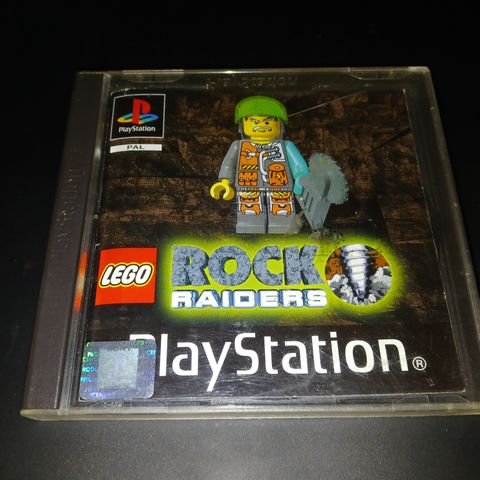 PlayStation
PAL
LEGO
ROCK
RAIDERS
PlayStation®